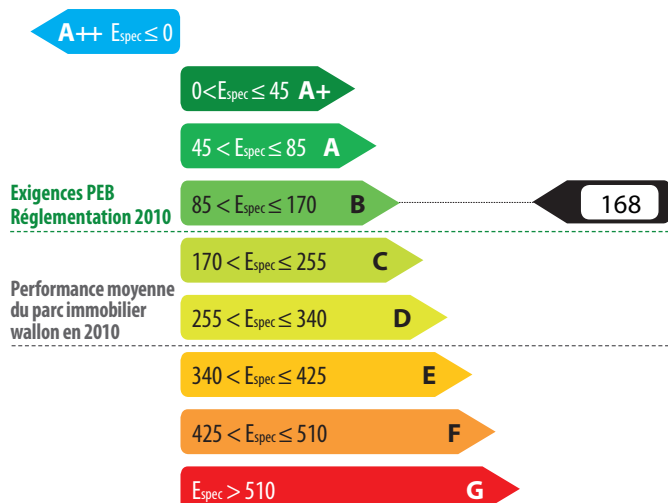 A++ Espec ≤ 0
0<Espec ≤ 45 A+
45 < Espec ≤ 85 A
Exigences PEB
Réglementation 2010
85 < Espec ≤ 170 B
168
170 < Espec ≤ 255 C
Performance moyenne
du parc immobilier
wallon en 2010
255 < Espec ≤ 340 D
340 < Espec ≤ 425 E
425 < Espec ≤ 510 F
Espec > 510 G